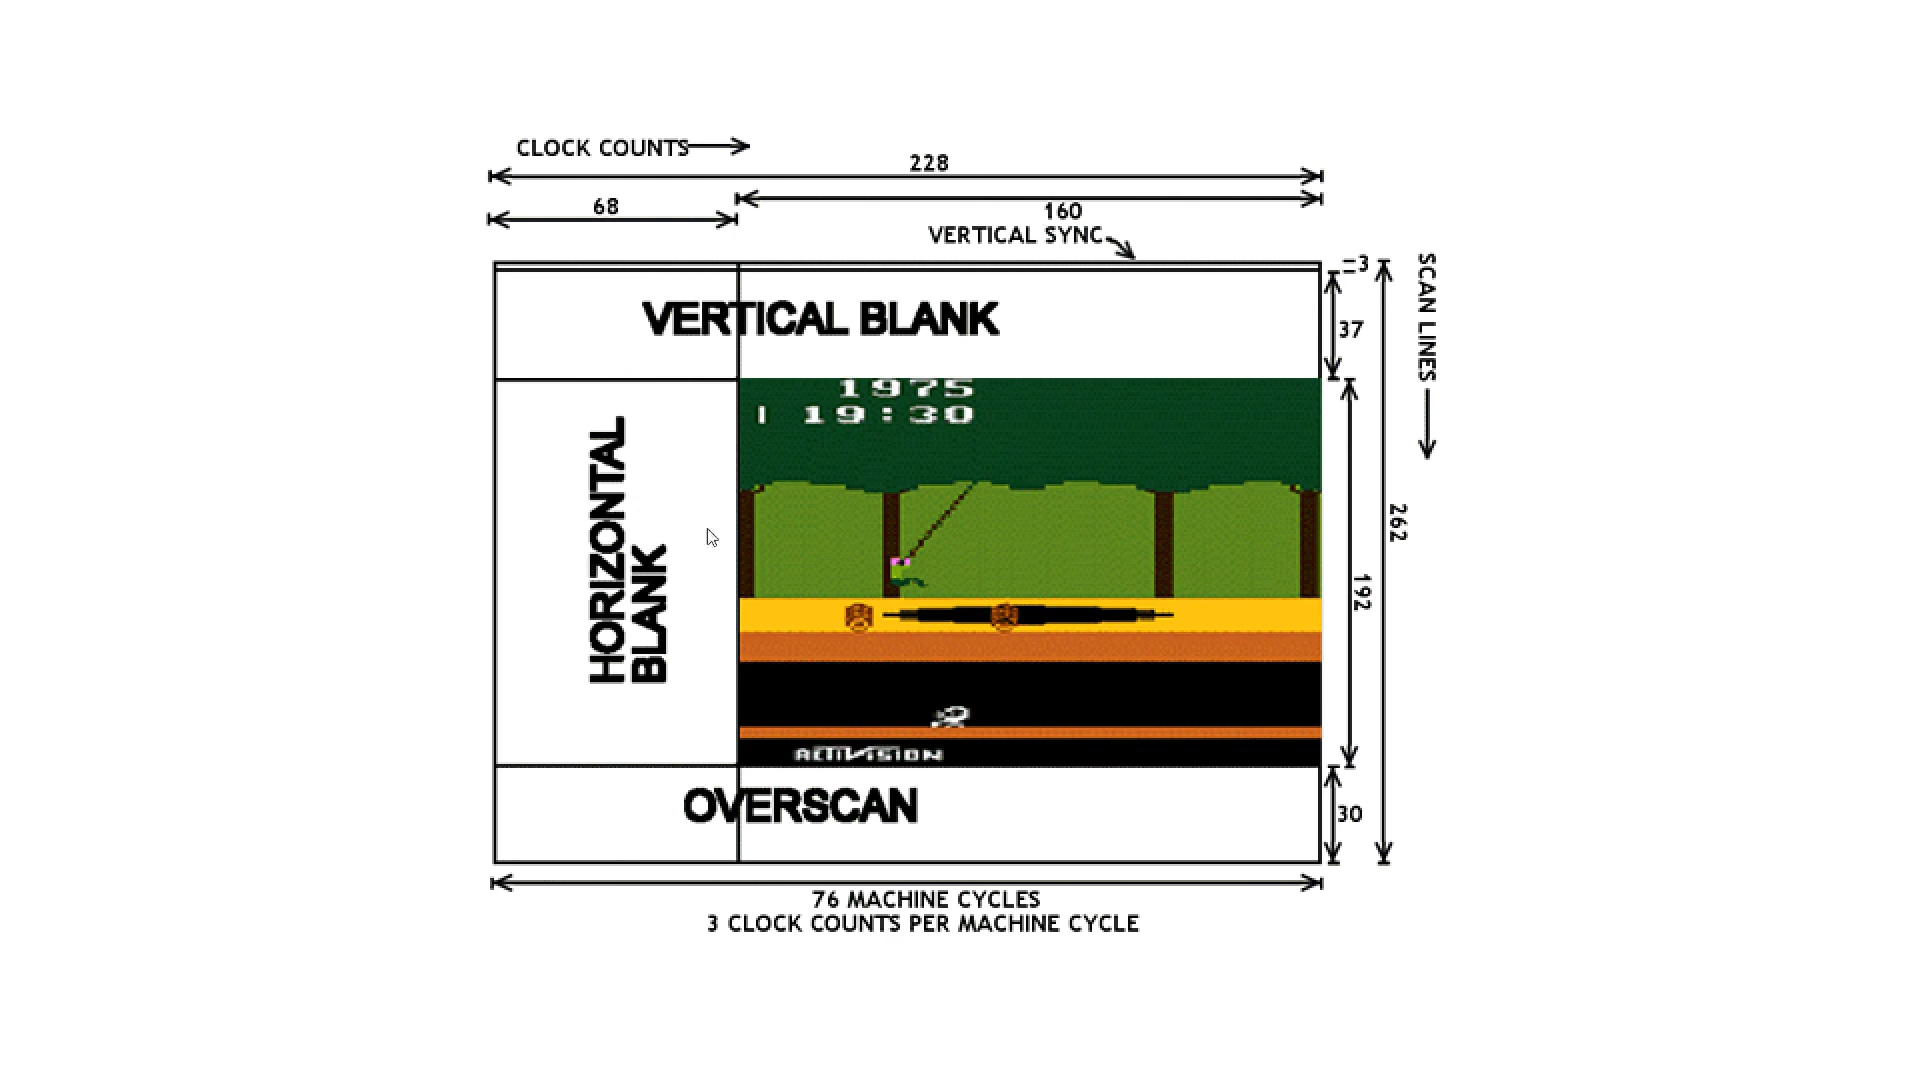 CLOCK COUNTS
228
68
160
VERTICAL SYNC
3
SCAN LINES
VERTICAL BLANK
37
1975
| 19:30
HORIZONTAL
BLANK
262
192
ACTIVISION
OVERSCAN
30
76 MACHINE CYCLES
3 CLOCK COUNTS PER MACHINE CYCLE